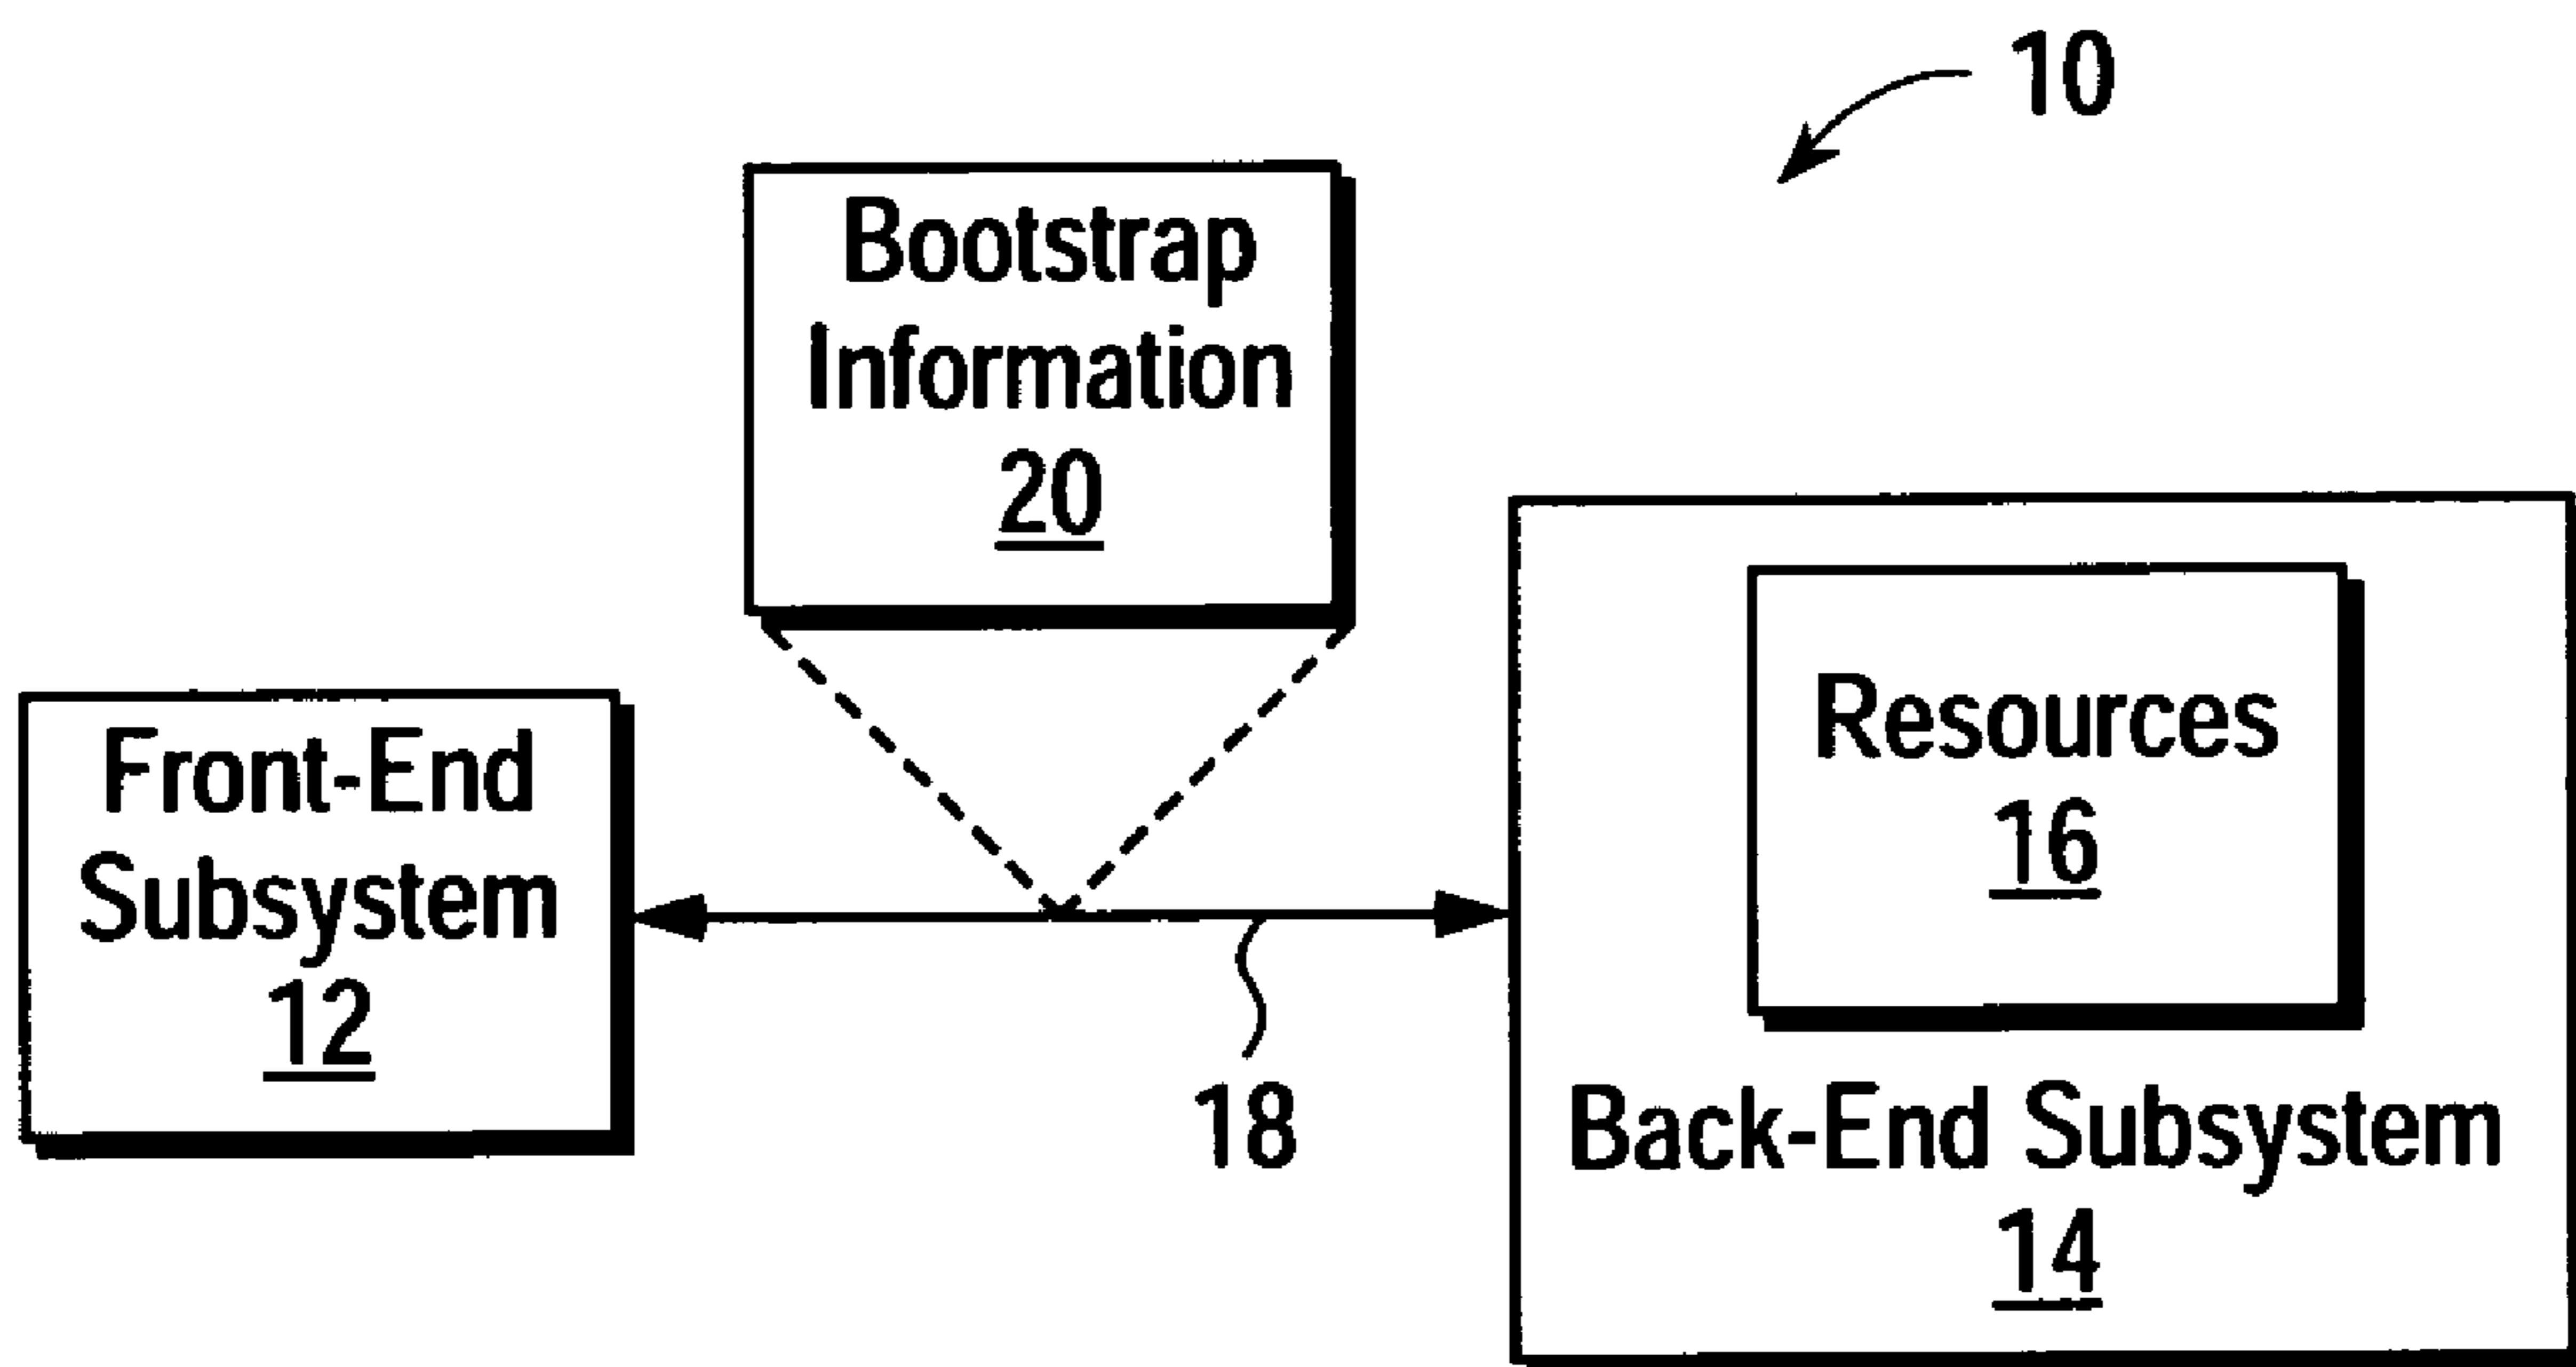 10
Bootstrap
Information
20
Front-End
Subsystem
12
18
Resources
16
Back-End Subsystem
14